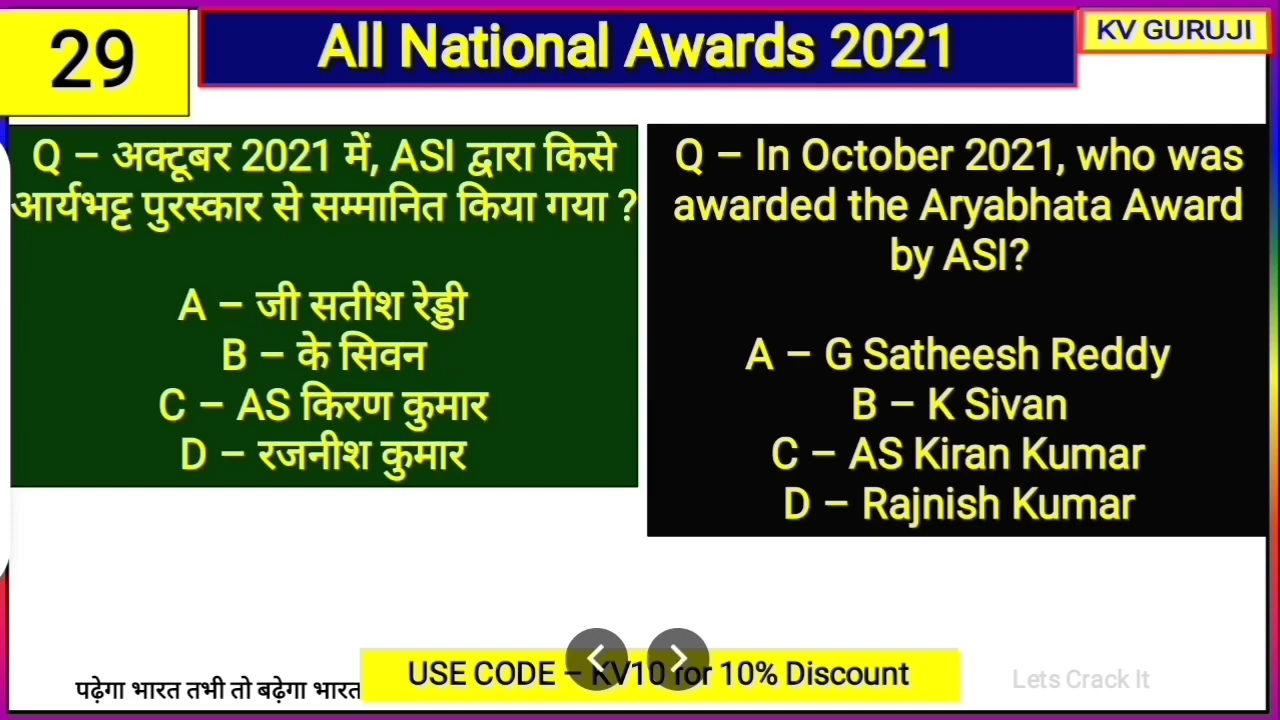 29
All National Awards 2021
KV GURUJI
Q – अक्टूबर 2021 में, ASI द्वारा किसे
आर्यभट्ट पुरस्कार से सम्मानित किया गया ?
A – जी सतीश रेड्डी
B – के सिवन
C – AS किरण कुमार
D – रजनीश कुमार
Q – In October 2021, who was
awarded the Aryabhata Award
by ASI?
A – G Satheesh Reddy
B – K Sivan
C – AS Kiran Kumar
D – Rajnish Kumar
पढ़ेगा भारत तभी तो बढ़ेगा भारत
USE CODE – KV10 for 10% Discount
Lets Crack It